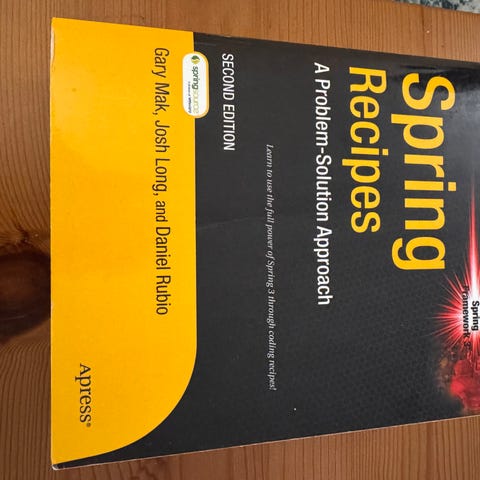 Spring
Framework 3
Spring
Recipes
A Problem-Solution Approach
Learn to use the full power of Spring 3 through coding recipes!
SECOND EDITION
springsource
Gary Mak, Josh Long, and Daniel Rubio
Apress®